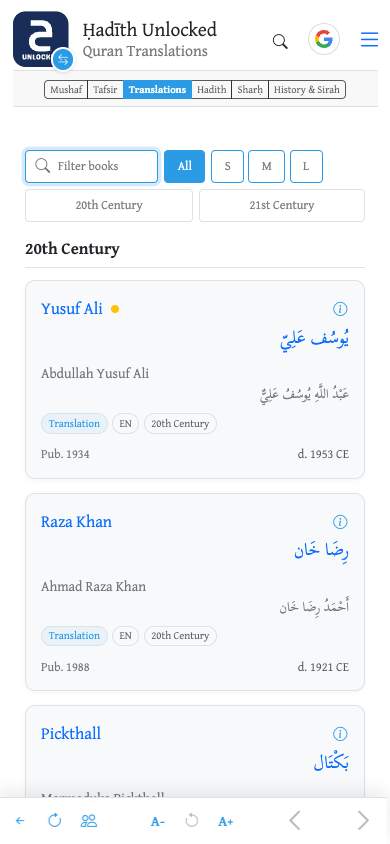 UNLOCKED
Ḥadīth Unlocked
Quran Translations
Mushaf Tafsir Translations Hadith Sharḥ History & Sirah
Filter books All S M L
20th Century 21st Century
20th Century
Yusuf Ali
يُوسُف عَلِيّ
Abdullah Yusuf Ali
عَبْدُ اللَّهِ يُوسُفُ عَلِيٌّ
Translation EN 20th Century
Pub. 1934 d. 1953 CE
Raza Khan
رِضَا خَان
Ahmad Raza Khan
أَحْمَدُ رِضَا خَان
Translation EN 20th Century
Pub. 1988 d. 1921 CE
Pickthall
بَكْتَال
A- A+